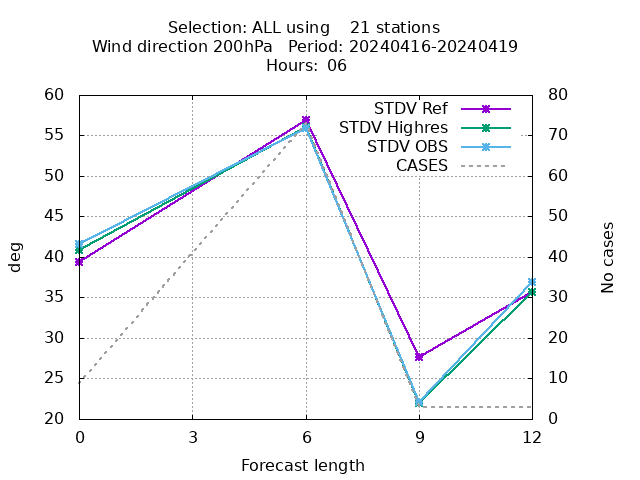 Selection: ALL using 21 stations
Wind direction 200hPa Period: 20240416-20240419
Hours: 06
60
55
50
45
40
35
30
25
20
80
70
60
50
40
30
20
10
0
deg
No cases
STDV Ref
STDV Highres
STDV OBS
CASES
0 3 6 9 12
Forecast length